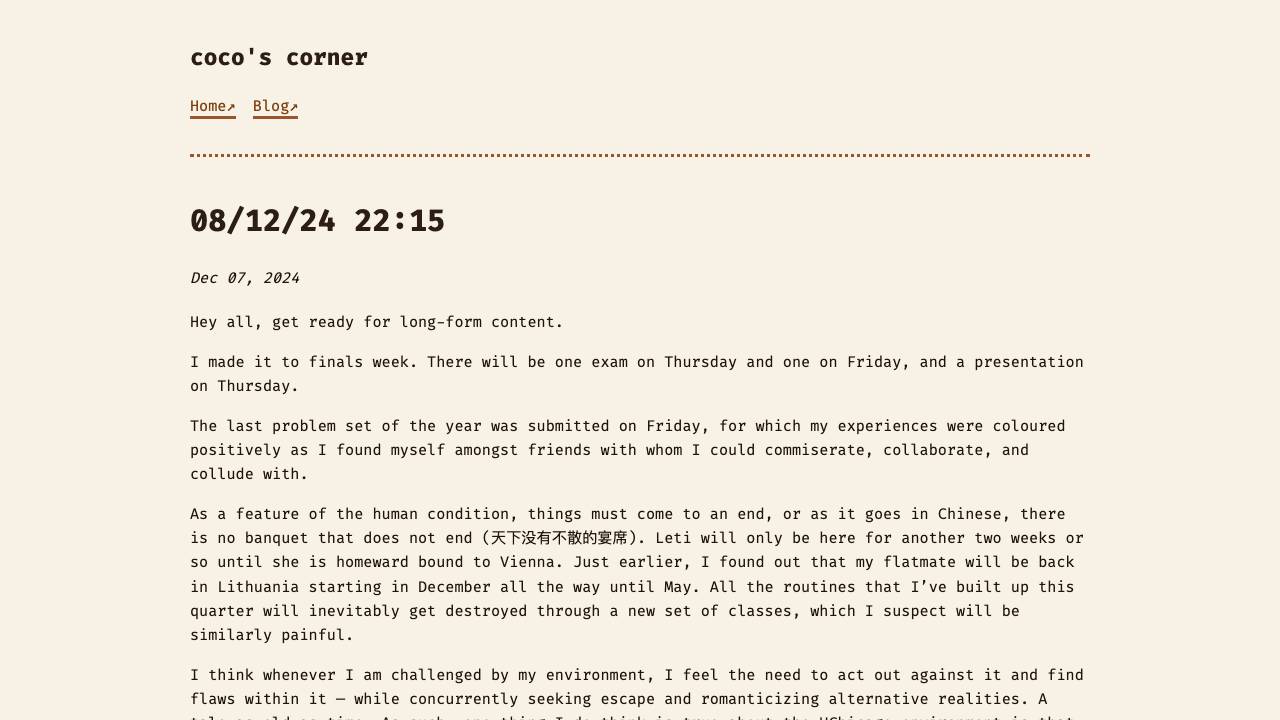 coco's corner
Home↗ Blog↗
08/12/24 22:15
Dec 07, 2024
Hey all, get ready for long-form content.
I made it to finals week. There will be one exam on Thursday and one on Friday, and a presentation
on Thursday.
The last problem set of the year was submitted on Friday, for which my experiences were coloured
positively as I found myself amongst friends with whom I could commiserate, collaborate, and
collude with.
As a feature of the human condition, things must come to an end, or as it goes in Chinese, there
is no banquet that does not end (天下没有不散的宴席). Leti will only be here for another two weeks or
so until she is homeward bound to Vienna. Just earlier, I found out that my flatmate will be back
in Lithuania starting in December all the way until May. All the routines that I’ve built up this
quarter will inevitably get destroyed through a new set of classes, which I suspect will be
similarly painful.
I think whenever I am challenged by my environment, I feel the need to act out against it and find
flaws within it — while concurrently seeking escape and romanticizing alternative realities. A